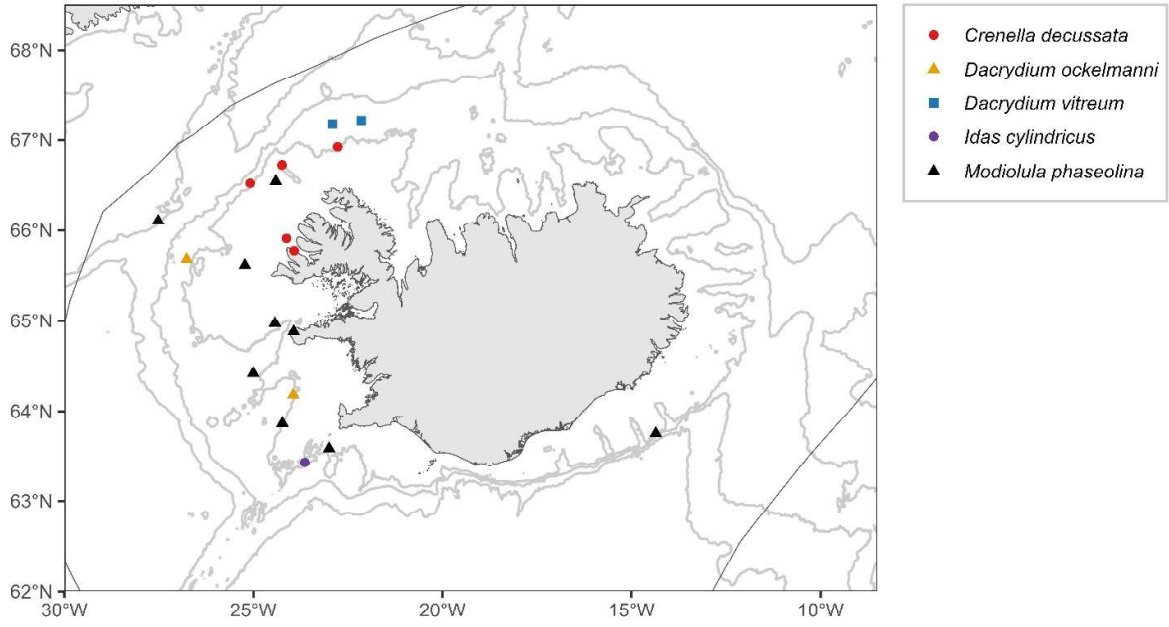 68°N
67°N
66°N
65°N
64°N
63°N
62°N
30°W
25°W
20°W
15°W
10°W
Crenella decussata
Dacrydium ockelmanni
Dacrydium vitreum
Idas cylindricus
Modiolula phaseolina